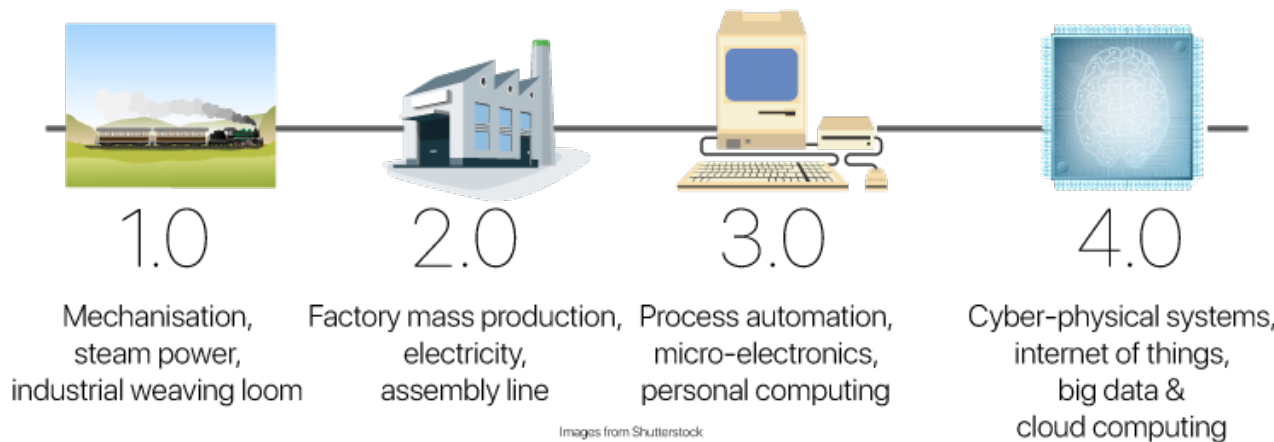 1.0
Mechanisation,
steam power,
industrial weaving loom
2.0
Factory mass production,
electricity,
assembly line
3.0
Process automation,
micro-electronics,
personal computing
4.0
Cyber-physical systems,
internet of things,
big data &
cloud computing
Images from Shutterstock